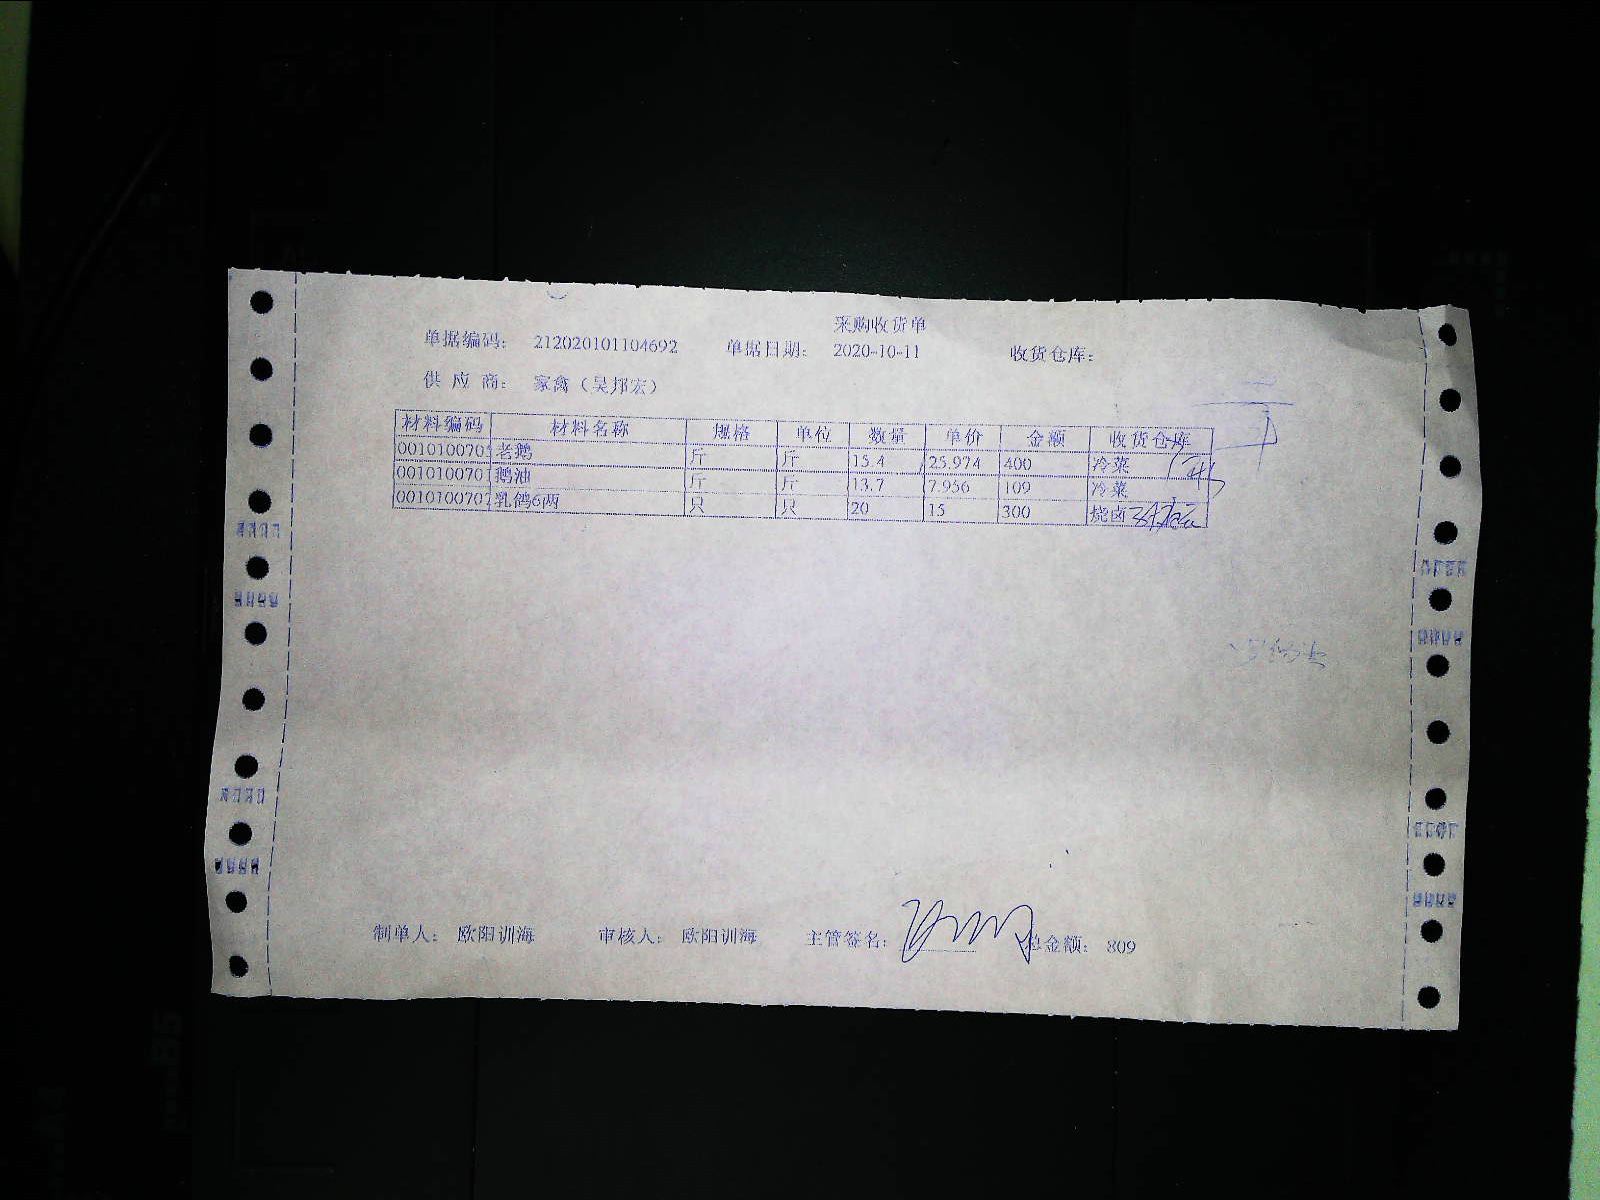 采购收货单
单据编码： 212020101104692 单据日期： 2020-10-11 收货仓库：
供应商： 家禽（吴邦宏）
材料编码 材料名称 规格 单位 数量 单价 金额 收货仓库
0010100705 老鹅 斤 斤 15.4 25.974 400 冷菜
0010100701 鹅油 斤 斤 13.7 7.956 109 冷菜
0010100702 乳鸽6两 只 只 20 15 300 烧卤
制单人： 欧阳训海 审核人： 欧阳训海 主管签名： 总金额： 809